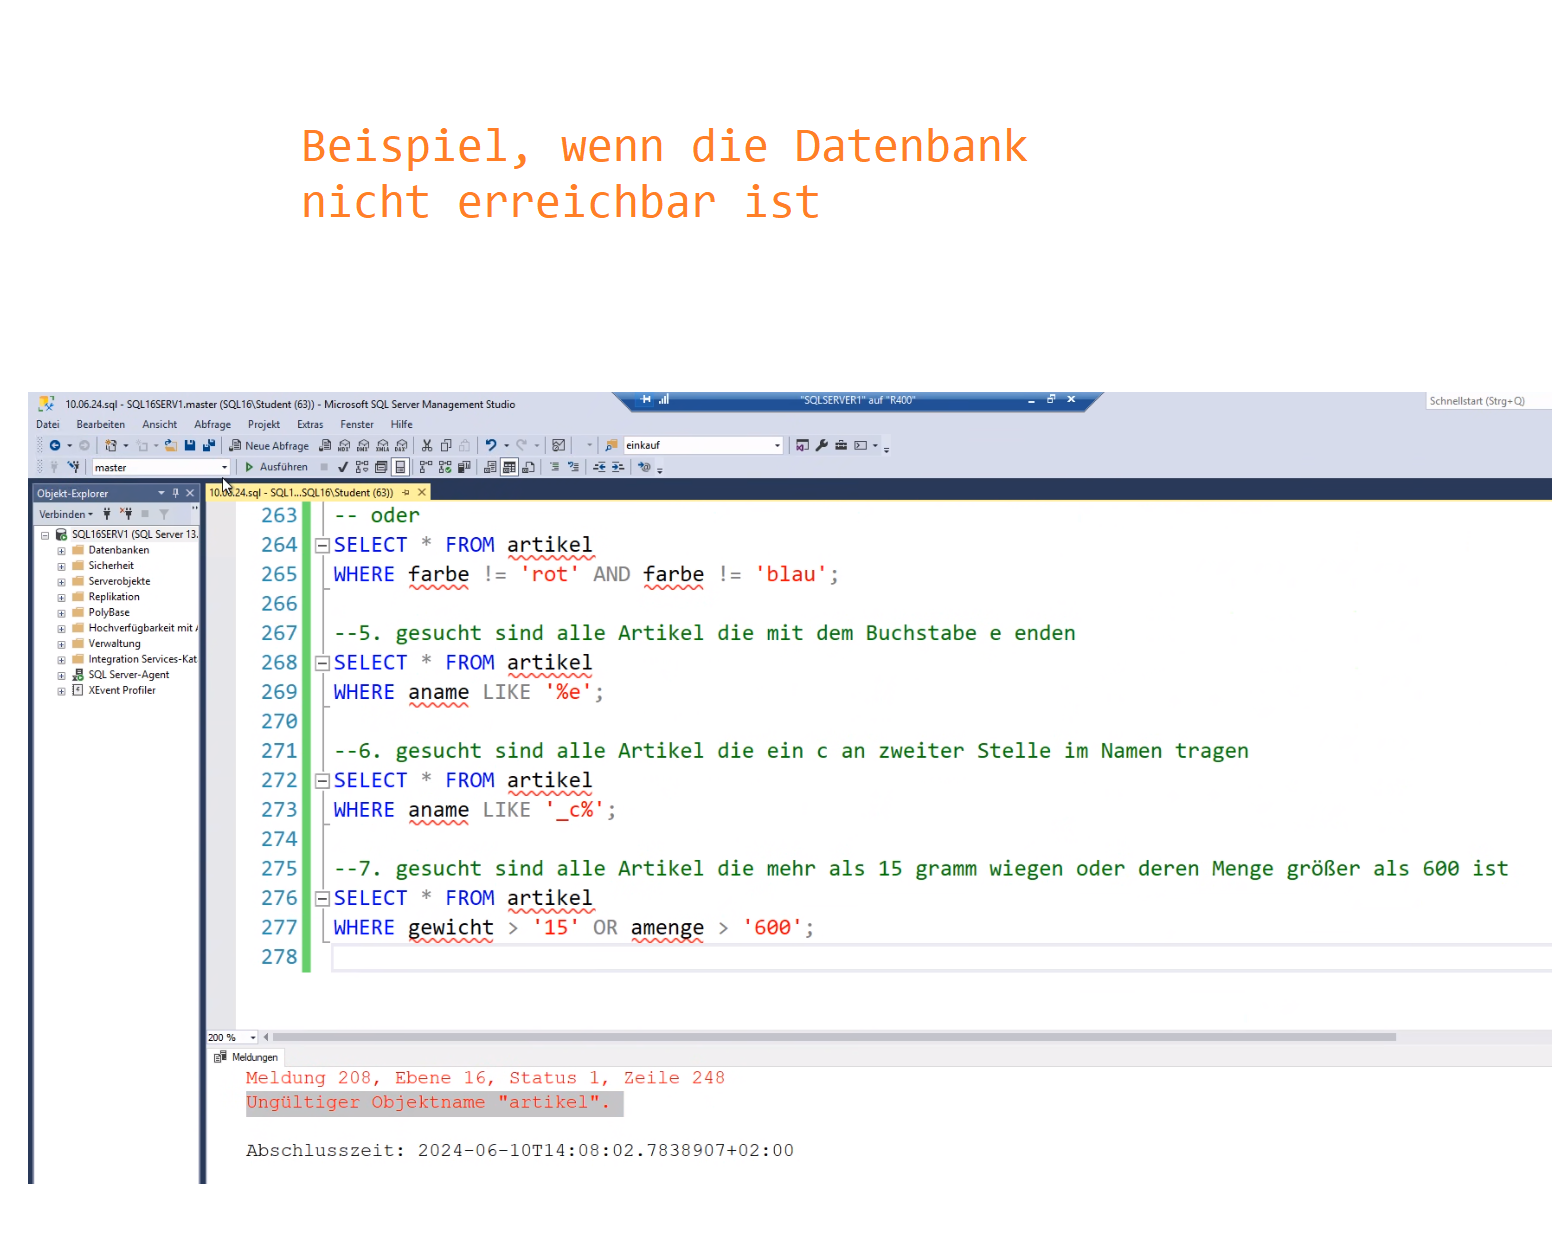 Beispiel, wenn die Datenbank
nicht erreichbar ist
10.06.24.sql - SQL16SERV1.master (SQL16\Student (63)) - Microsoft SQL Server Management Studio
"SQLSERVER1" auf "R400"
Schnellstart (Strg+Q)
Datei Bearbeiten Ansicht Abfrage Projekt Extras Fenster Hilfe
Neue Abfrage
einkauf
master
Ausführen
Objekt-Explorer
10.06.24.sql - SQL1...SQL16\Student (63))
Verbinden
SQL16SERV1 (SQL Server 13.
Datenbanken
Sicherheit
Serverobjekte
Replikation
PolyBase
Hochverfügbarkeit mit
Verwaltung
Integration Services-Kat
SQL Server-Agent
XEvent Profiler
263 -- oder
264 SELECT * FROM artikel
265 WHERE farbe != 'rot' AND farbe != 'blau';
266
267 --5. gesucht sind alle Artikel die mit dem Buchstabe e enden
268 SELECT * FROM artikel
269 WHERE aname LIKE '%e';
270
271 --6. gesucht sind alle Artikel die ein c an zweiter Stelle im Namen tragen
272 SELECT * FROM artikel
273 WHERE aname LIKE '_c%';
274
275 --7. gesucht sind alle Artikel die mehr als 15 gramm wiegen oder deren Menge größer als 600 ist
276 SELECT * FROM artikel
277 WHERE gewicht > '15' OR amenge > '600';
278
200 %
Meldungen
Meldung 208, Ebene 16, Status 1, Zeile 248
Ungültiger Objektname "artikel".
Abschlusszeit: 2024-06-10T14:08:02.7838907+02:00